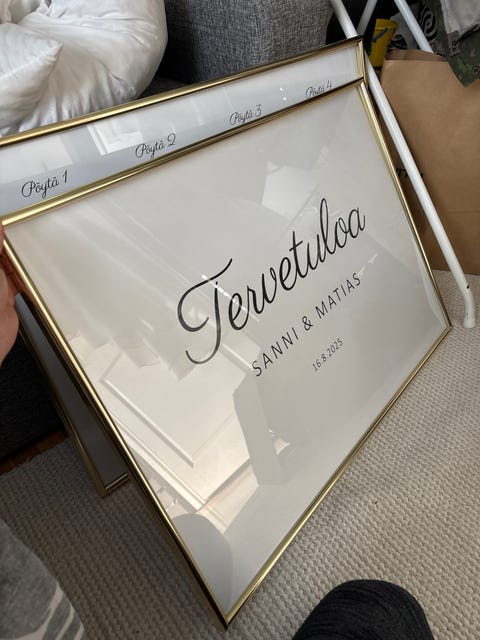 Pöytä 1
Pöytä 2
Pöytä 3
Pöytä 4
Tervetuloa
SANNI & MATIAS
16.8.2025